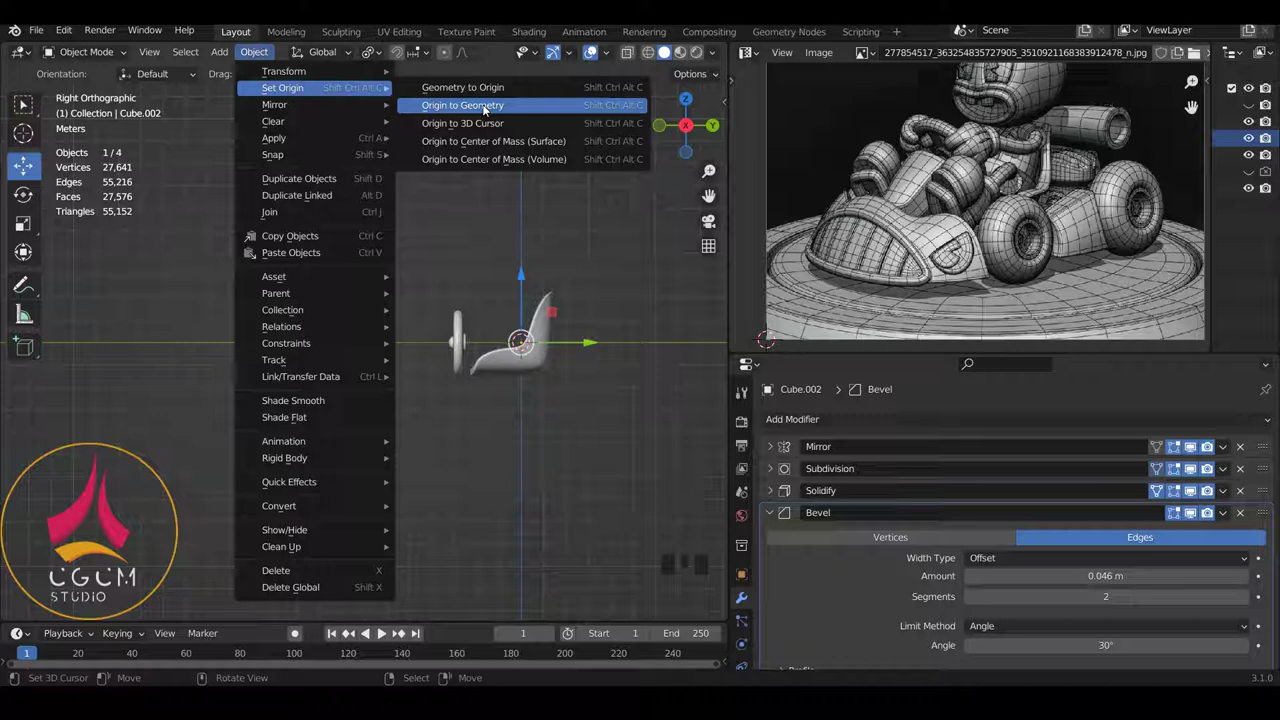 File Edit Render Window Help Layout Modeling Sculpting UV Editing Texture Paint Shading Animation Rendering Compositing Geometry Nodes Scripting Scene ViewLayer
Object Mode View Select Add Object Global View Image 277854517_363254835727905_3510921168383912478_n.jpg
Orientation: Default Drag: Options
Right Orthographic
(1) Collection | Cube.002
Meters
Objects 1 / 4
Vertices 27,641
Edges 55,216
Faces 27,576
Triangles 55,152
Transform
Set Origin Shift Ctrl Alt C
Mirror
Clear
Apply Ctrl A
Snap Shift S
Duplicate Objects Shift D
Duplicate Linked Alt D
Join Ctrl J
Copy Objects Ctrl C
Paste Objects Ctrl V
Asset
Parent
Collection
Relations
Constraints
Track
Link/Transfer Data Ctrl L
Shade Smooth
Shade Flat
Animation
Rigid Body
Quick Effects
Convert
Show/Hide
Clean Up
Delete X
Delete Global Shift X
Geometry to Origin Shift Ctrl Alt C
Origin to Geometry Shift Ctrl Alt C
Origin to 3D Cursor Shift Ctrl Alt C
Origin to Center of Mass (Surface) Shift Ctrl Alt C
Origin to Center of Mass (Volume) Shift Ctrl Alt C
Z
X
Y
Cube.002 Bevel
Add Modifier
Mirror
Subdivision
Solidify
Bevel
Vertices Edges
Width Type Offset
Amount 0.046 m
Segments 2
Limit Method Angle
Angle 30°
CGCM
STUDIO
Playback Keying View Marker 1 Start 1 End 250
1 20 40 60 80 100 120 140 160 180 200 220 240
Set 3D Cursor Move Rotate View Select Move 3.1.0